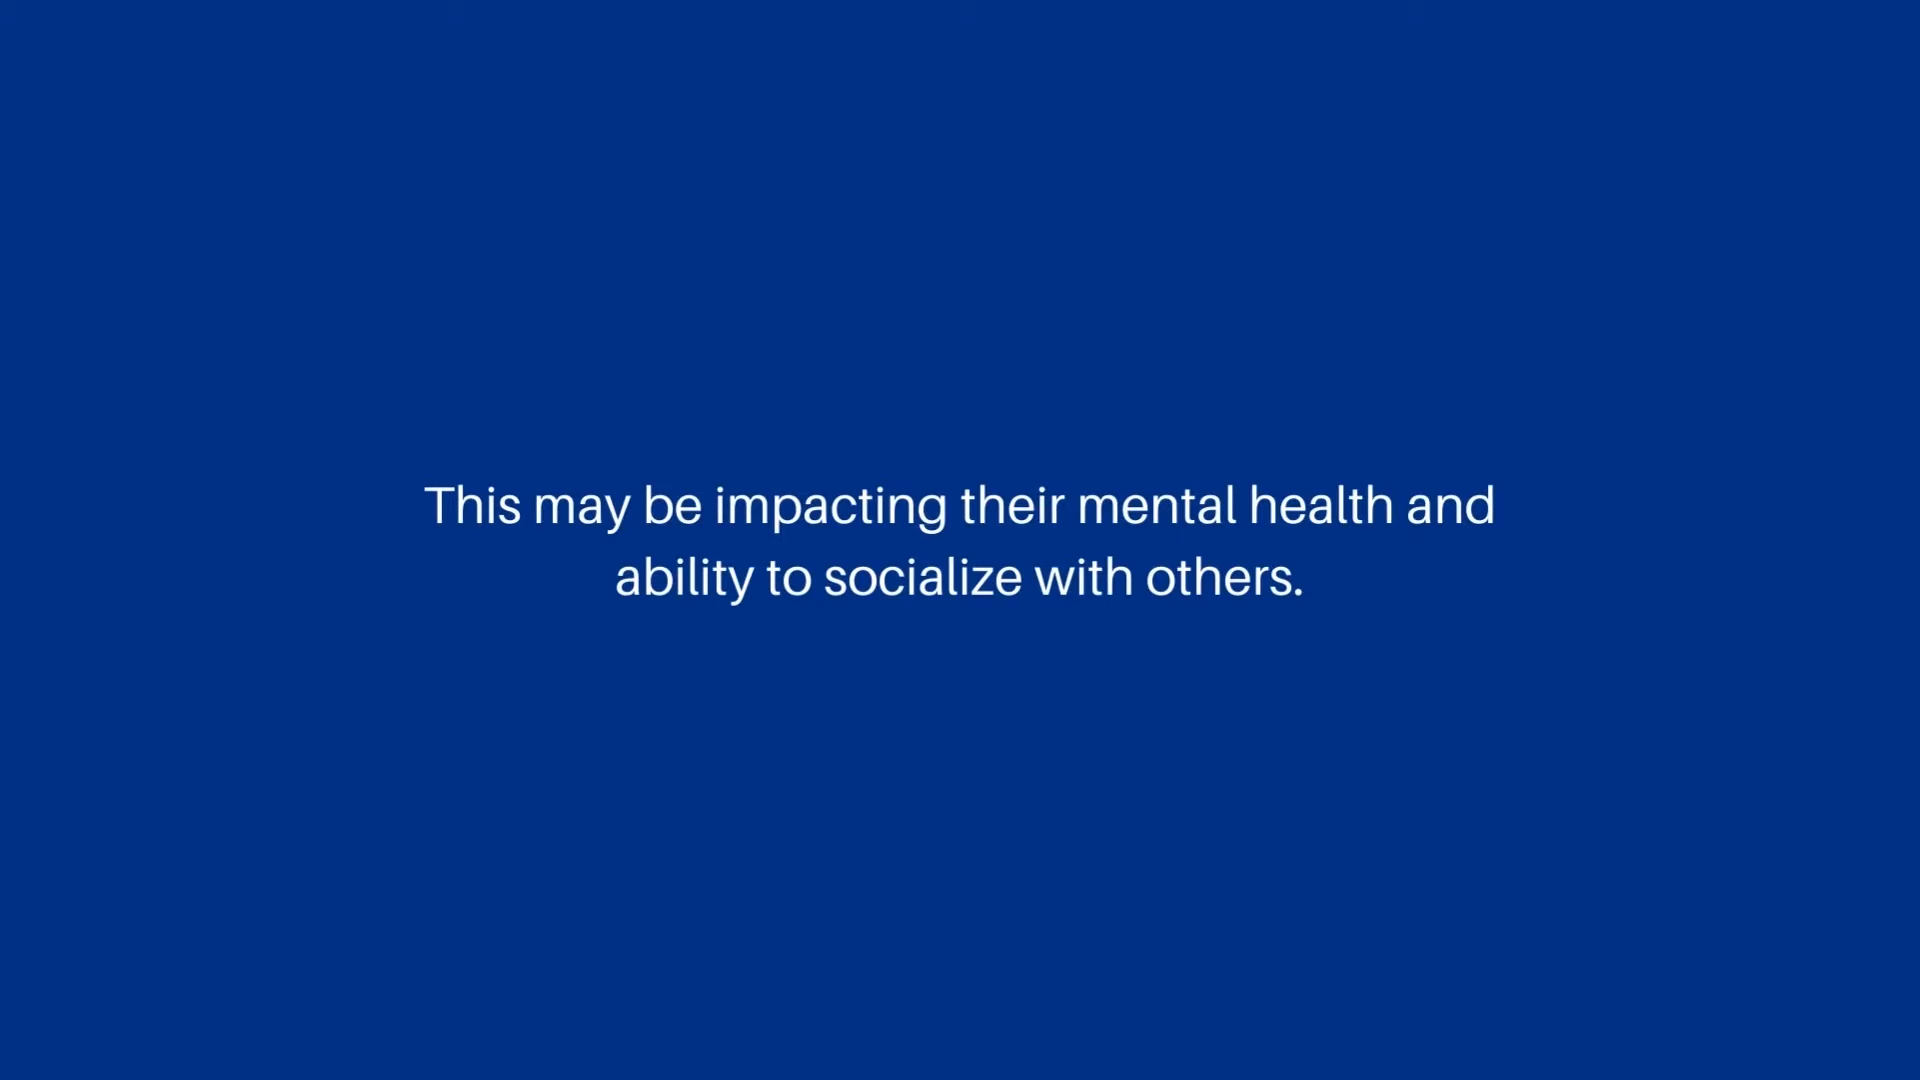 This may be impacting their mental health and
ability to socialize with others.